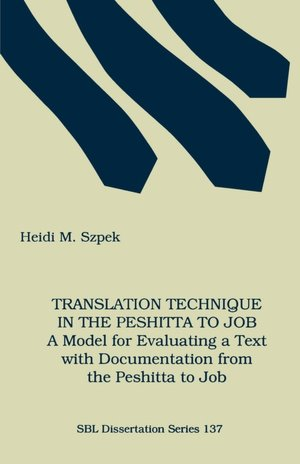 Heidi M. Szpek
TRANSLATION TECHNIQUE
IN THE PESHITTA TO JOB
A Model for Evaluating a Text
with Documentation from
the Peshitta to Job
SBL Dissertation Series 137